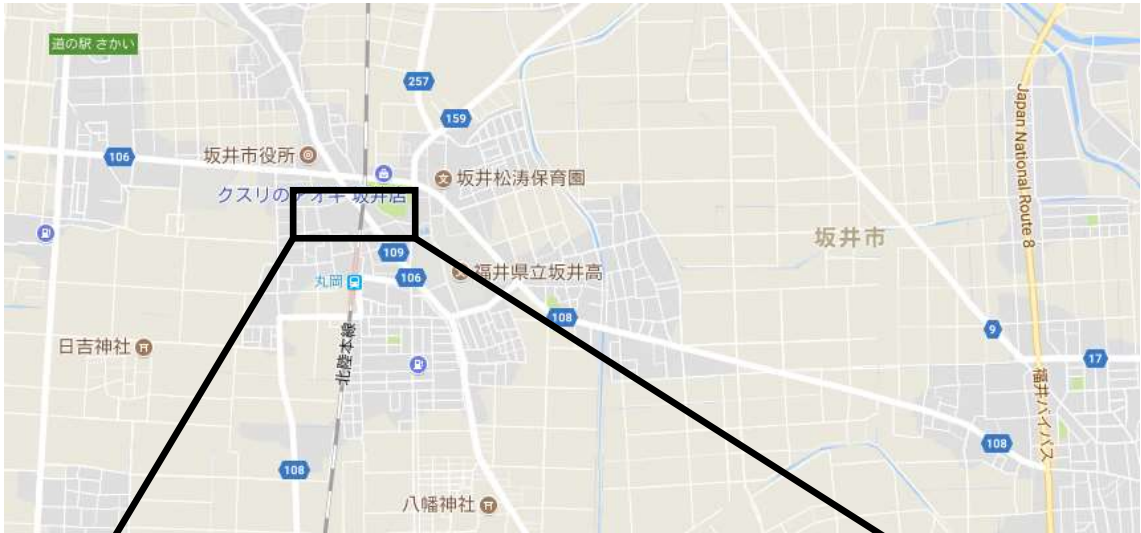 道の駅 さかい
257
159
106
坂井市役所
坂井松涛保育園
クスリのアオキ 坂井店
Japan National Route 8
坂井市
109
福井県立坂井高
丸岡
106
108
9
日吉神社
北陸本線
17
福井バイパス
108
108
八幡神社